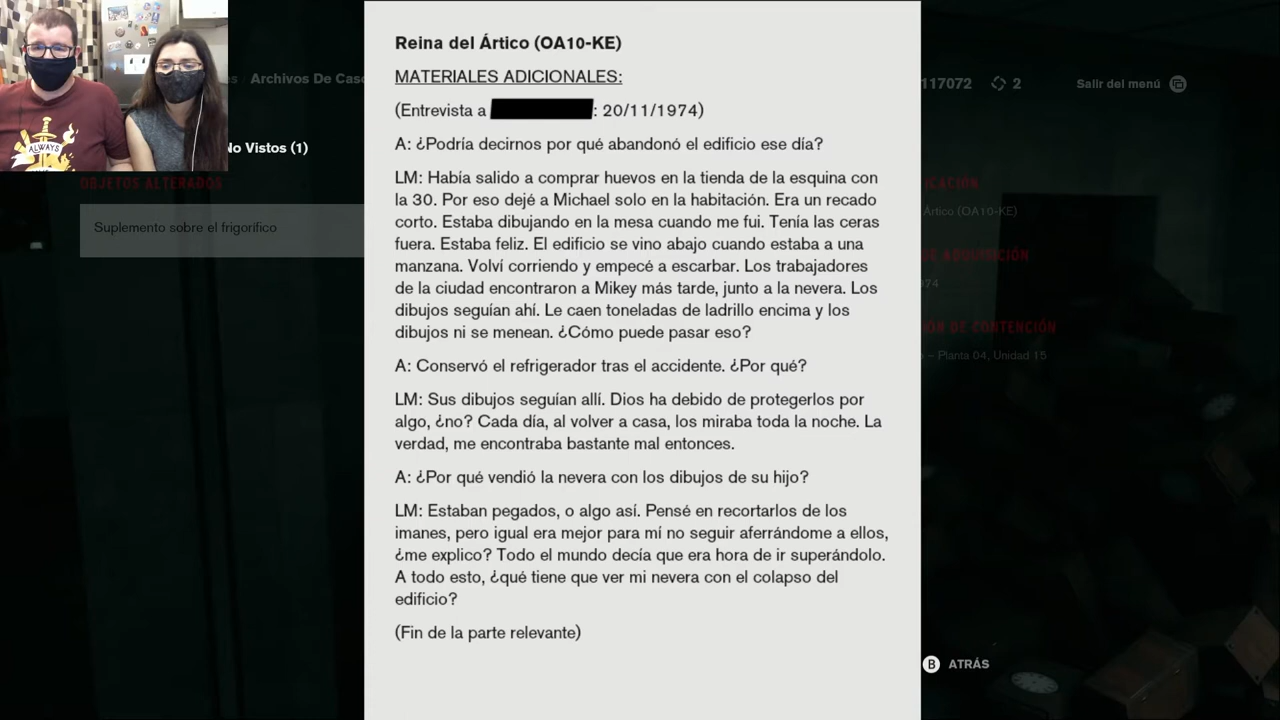 Reina del Ártico (OA10-KE)
MATERIALES ADICIONALES:
(Entrevista a : 20/11/1974)
A: ¿Podría decirnos por qué abandonó el edificio ese día?
LM: Había salido a comprar huevos en la tienda de la esquina con
la 30. Por eso dejé a Michael solo en la habitación. Era un recado
corto. Estaba dibujando en la mesa cuando me fui. Tenía las ceras
fuera. Estaba feliz. El edificio se vino abajo cuando estaba a una
manzana. Volví corriendo y empecé a escarbar. Los trabajadores
de la ciudad encontraron a Mikey más tarde, junto a la nevera. Los
dibujos seguían ahí. Le caen toneladas de ladrillo encima y los
dibujos ni se menean. ¿Cómo puede pasar eso?
A: Conservó el refrigerador tras el accidente. ¿Por qué?
LM: Sus dibujos seguían allí. Dios ha debido de protegerlos por
algo, ¿no? Cada día, al volver a casa, los miraba toda la noche. La
verdad, me encontraba bastante mal entonces.
A: ¿Por qué vendió la nevera con los dibujos de su hijo?
LM: Estaban pegados, o algo así. Pensé en recortarlos de los
imanes, pero igual era mejor para mí no seguir aferrándome a ellos,
¿me explico? Todo el mundo decía que era hora de ir superándolo.
A todo esto, ¿qué tiene que ver mi nevera con el colapso del
edificio?
(Fin de la parte relevante)
Archivos De Caso
No Vistos (1)
OBJETOS ALTERADOS
Suplemento sobre el frigorífico
ALWAYS
117072 2 Salir del menú
Ártico (OA10-KE)
DE ADQUISICIÓN
74
DE CONTENCIÓN
– Planta 04, Unidad 15
B ATRÁS